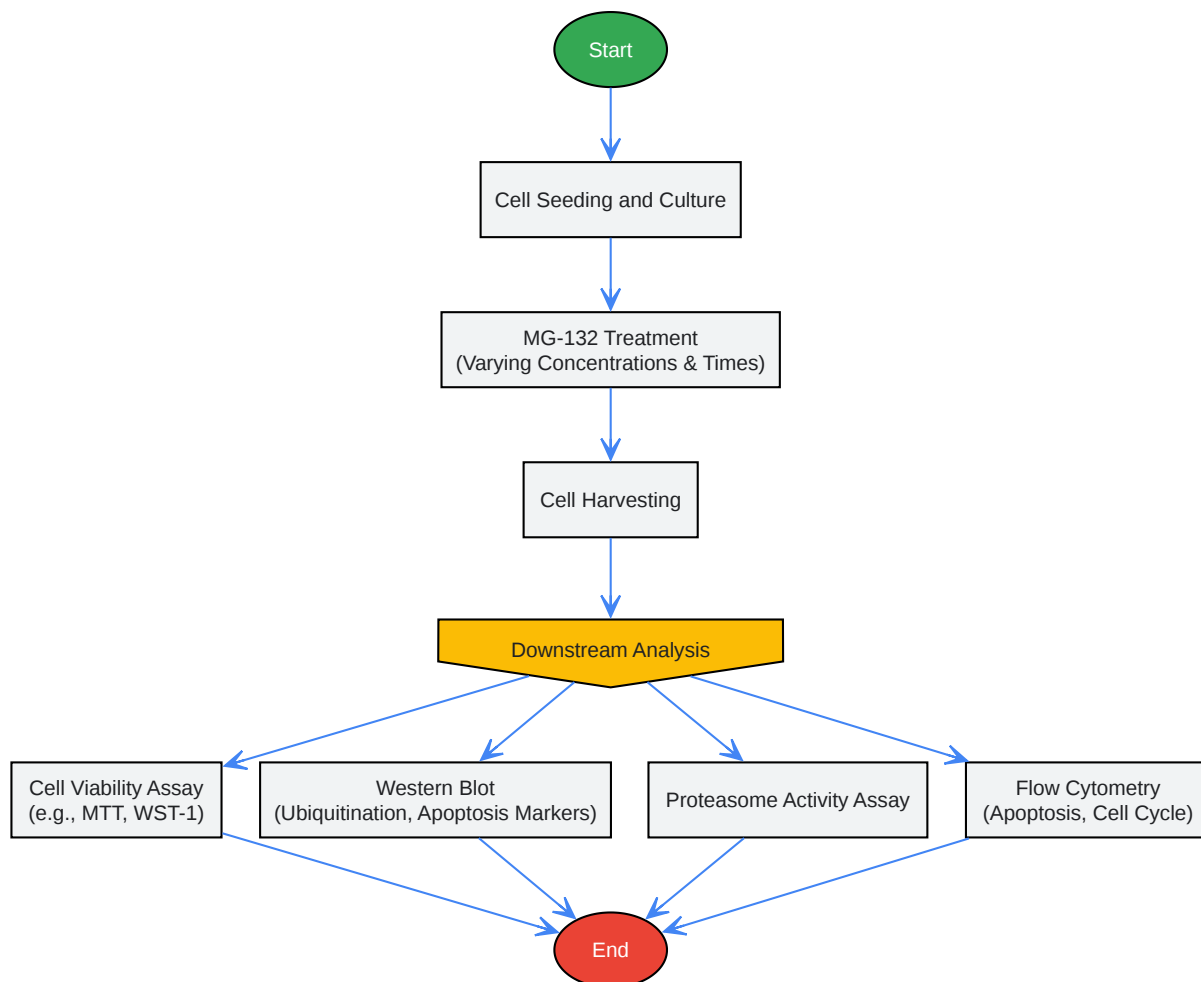 Start
Cell Seeding and Culture
MG-132 Treatment
(Varying Concentrations & Times)
Cell Harvesting
Downstream Analysis
Cell Viability Assay
(e.g., MTT, WST-1)
Western Blot
(Ubiquitination, Apoptosis Markers)
Proteasome Activity Assay
Flow Cytometry
(Apoptosis, Cell Cycle)
End